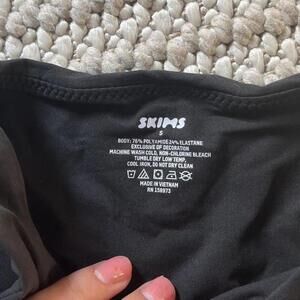 SKIMS
S
BODY: 76% POLYAMIDE 24% ELASTANE
EXCLUSIVE OF DECORATION
MACHINE WASH COLD, NON-CHLORINE BLEACH
TUMBLE DRY LOW TEMP.
COOL IRON, DO NOT DRY CLEAN
MADE IN VIETNAM
RN 159973